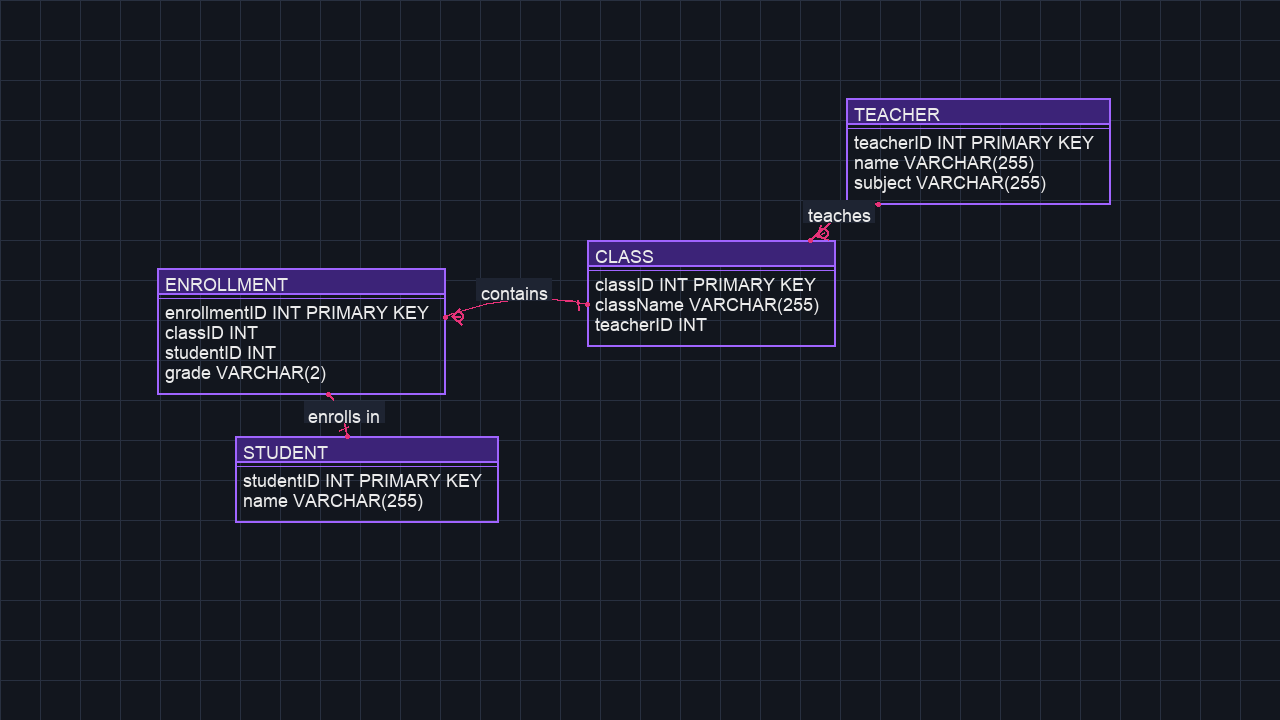 TEACHER
teacherID INT PRIMARY KEY
name VARCHAR(255)
subject VARCHAR(255)
teaches
CLASS
classID INT PRIMARY KEY
className VARCHAR(255)
teacherID INT
contains
ENROLLMENT
enrollmentID INT PRIMARY KEY
classID INT
studentID INT
grade VARCHAR(2)
enrolls in
STUDENT
studentID INT PRIMARY KEY
name VARCHAR(255)